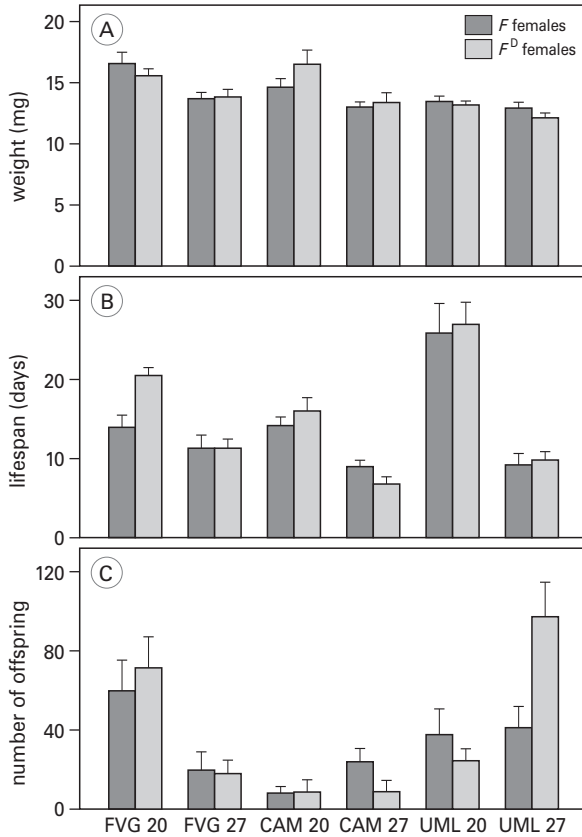 A
F females
F^D females
20
15
10
5
0
weight (mg)
B
30
20
10
0
lifespan (days)
C
120
80
40
0
number of offspring
FVG 20 FVG 27 CAM 20 CAM 27 UML 20 UML 27